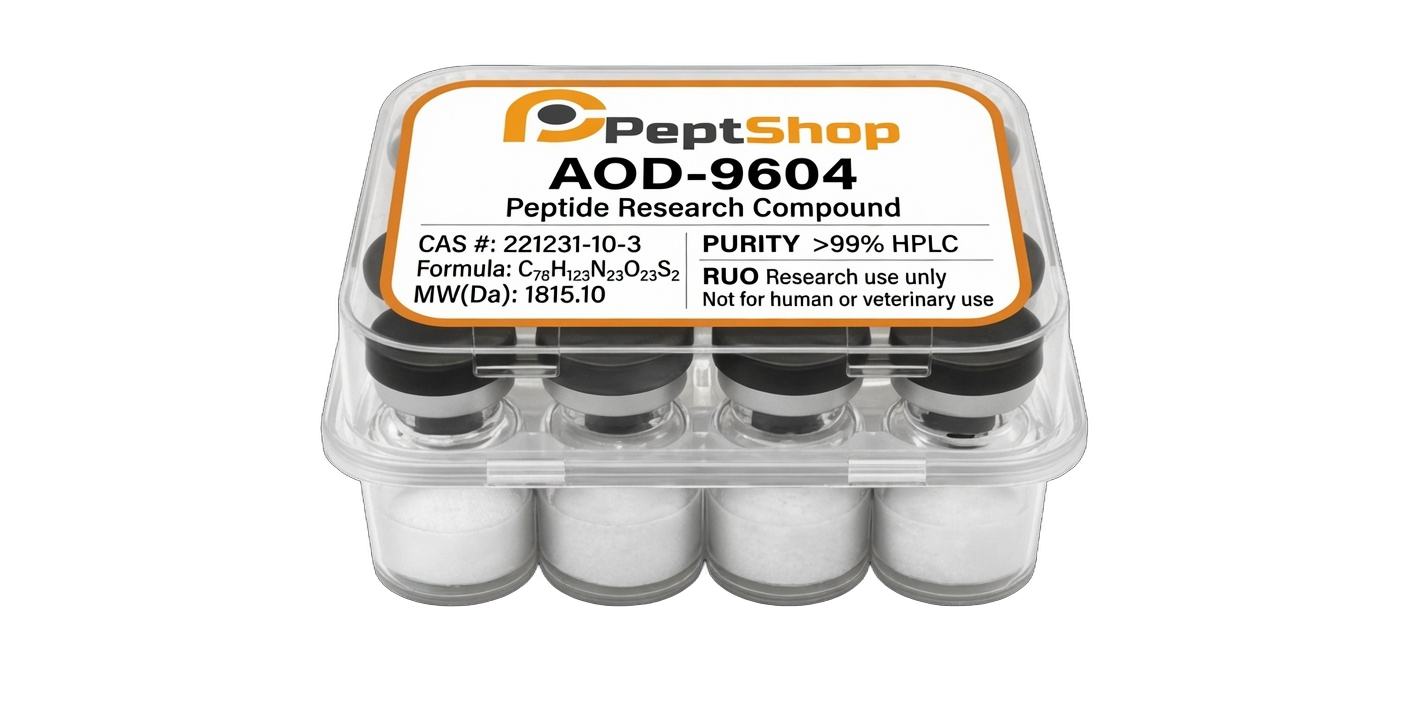 PeptShop
AOD-9604
Peptide Research Compound
CAS #: 221231-10-3
Formula: C₇₈H₁₂₃N₂₃O₂₃S₂
MW(Da): 1815.10
PURITY >99% HPLC
RUO Research use only
Not for human or veterinary use